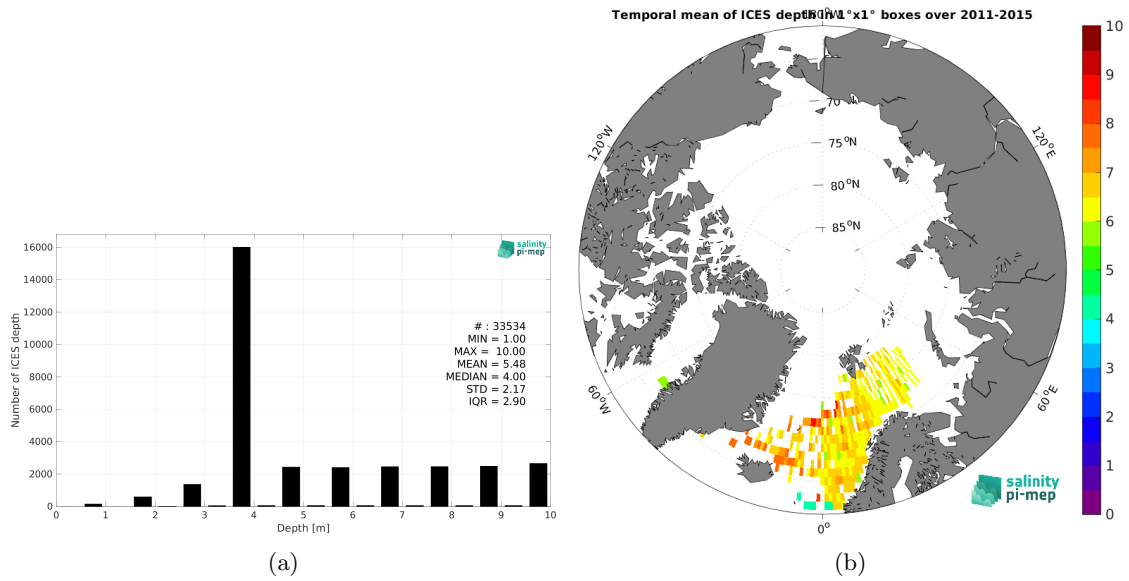 Temporal mean of ICES depth in 1°x1° boxes over 2011-2015
180°W
10
9
8
7
6
5
4
3
2
1
0
120°W
120°E
60°W
60°E
0°
70°N
75°N
80°N
85°N
salinity
pi-mep
16000
14000
12000
10000
8000
6000
4000
2000
0
Number of ICES depth
salinity
pi-mep
# : 33534
MIN = 1.00
MAX = 10.00
MEAN = 5.48
MEDIAN = 4.00
STD = 2.17
IQR = 2.90
0 1 2 3 4 5 6 7 8 9 10
Depth [m]
(a)
(b)